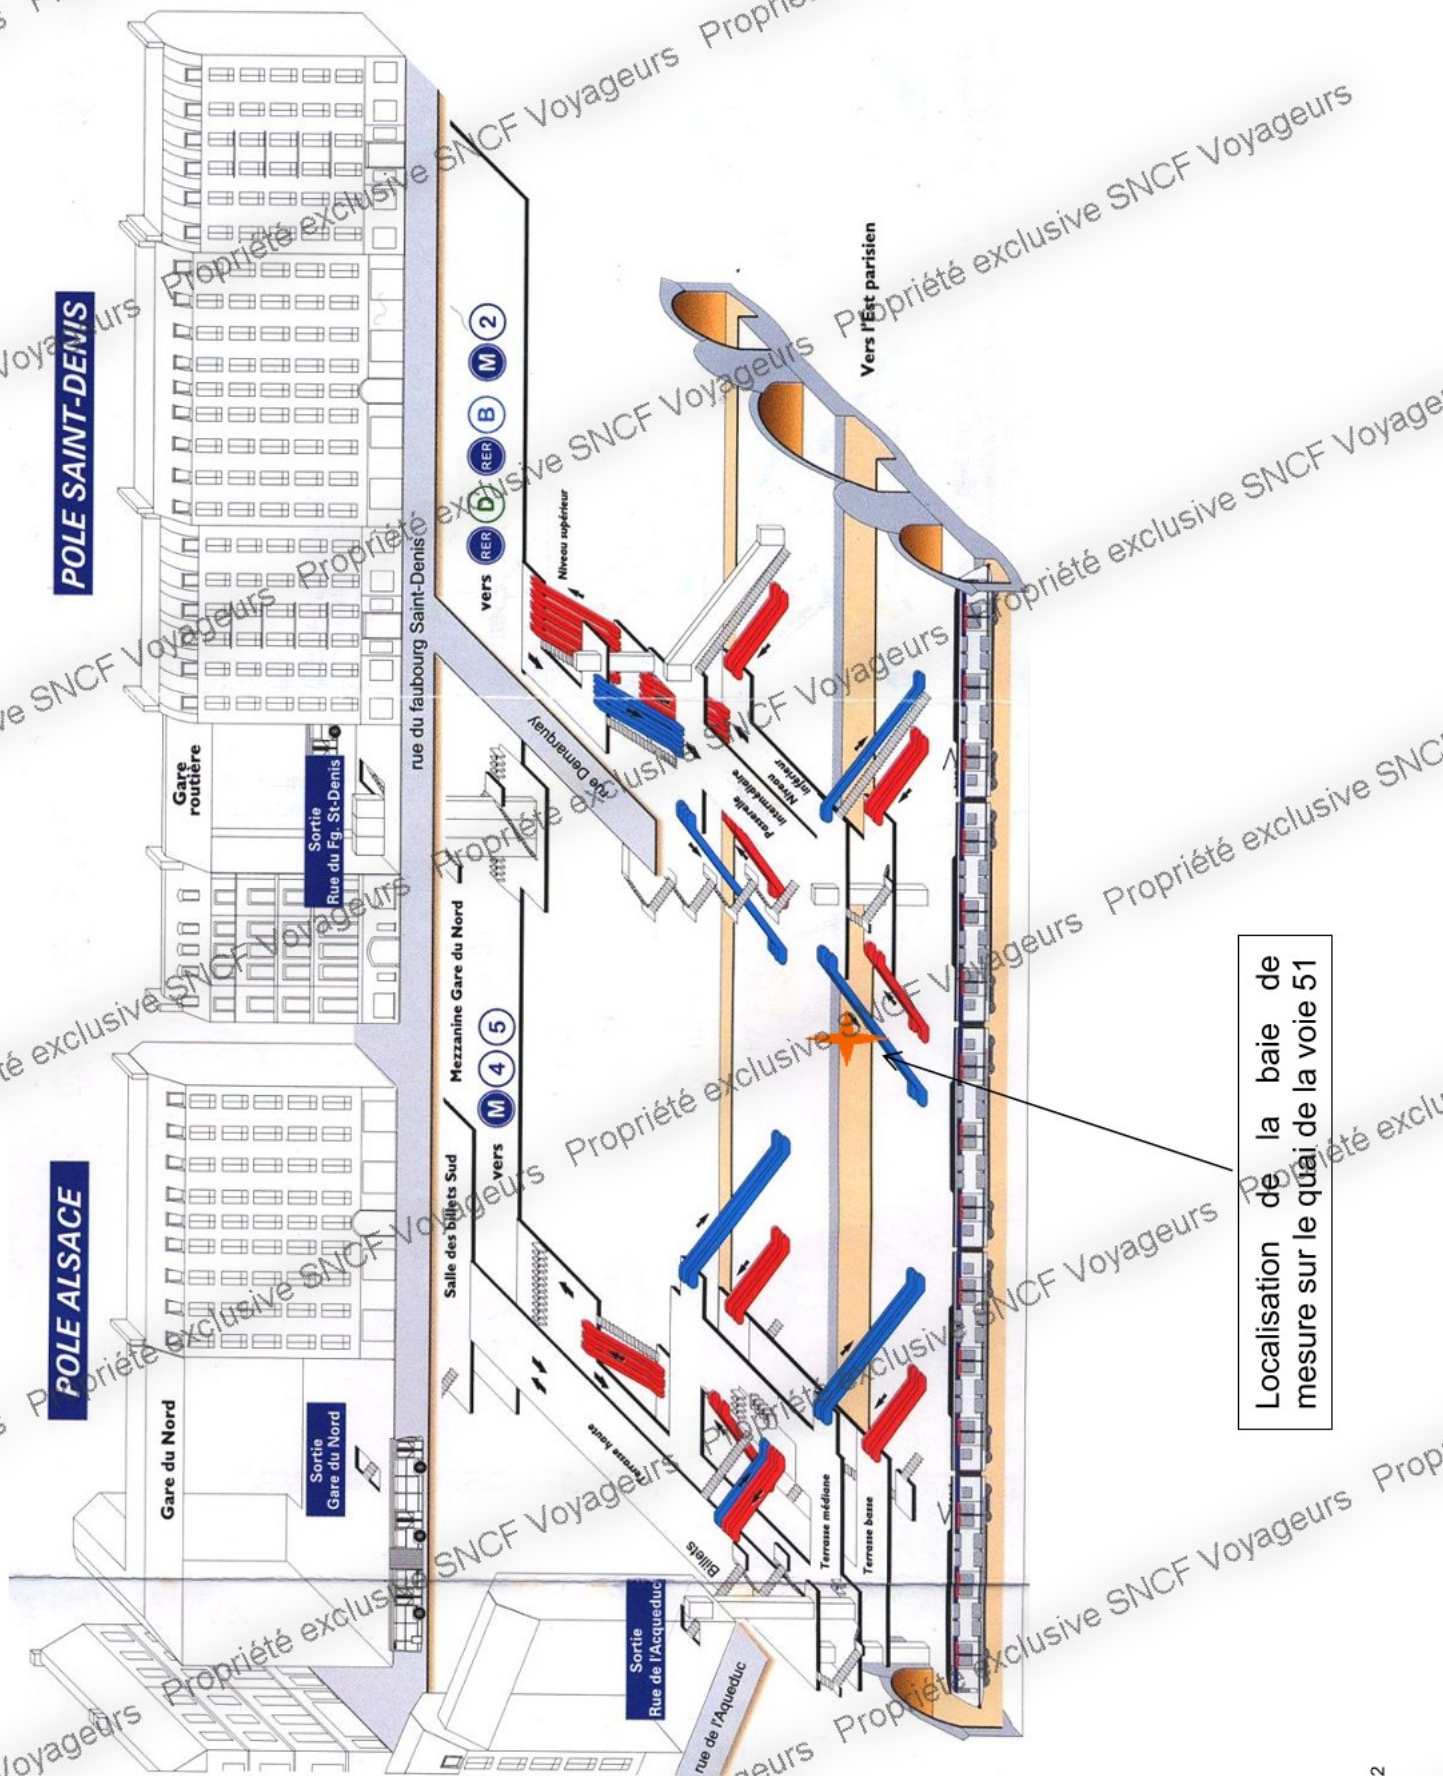 POLE ALSACE
POLE SAINT-DENIS
Gare du Nord
Gare
routière
Sortie
Gare du Nord
Sortie
Rue du Fg. St-Denis
rue du faubourg Saint-Denis
Salle des billets Sud
Mezzanine Gare du Nord
vers
M 4 5
vers
RER D RER B M 2
rue Demarquay
Niveau supérieur
Terrasse haute
Passerelle
Niveau
intermédiaire
Niveau
inférieur
Billets
Sortie
Rue de l'Acqueduc
rue de l'Aqueduc
Terrasse médiane
Terrasse basse
Vers l'Est parisien
Localisation de la baie de
mesure sur le quai de la voie 51
2
Propriété exclusive SNCF Voyageurs